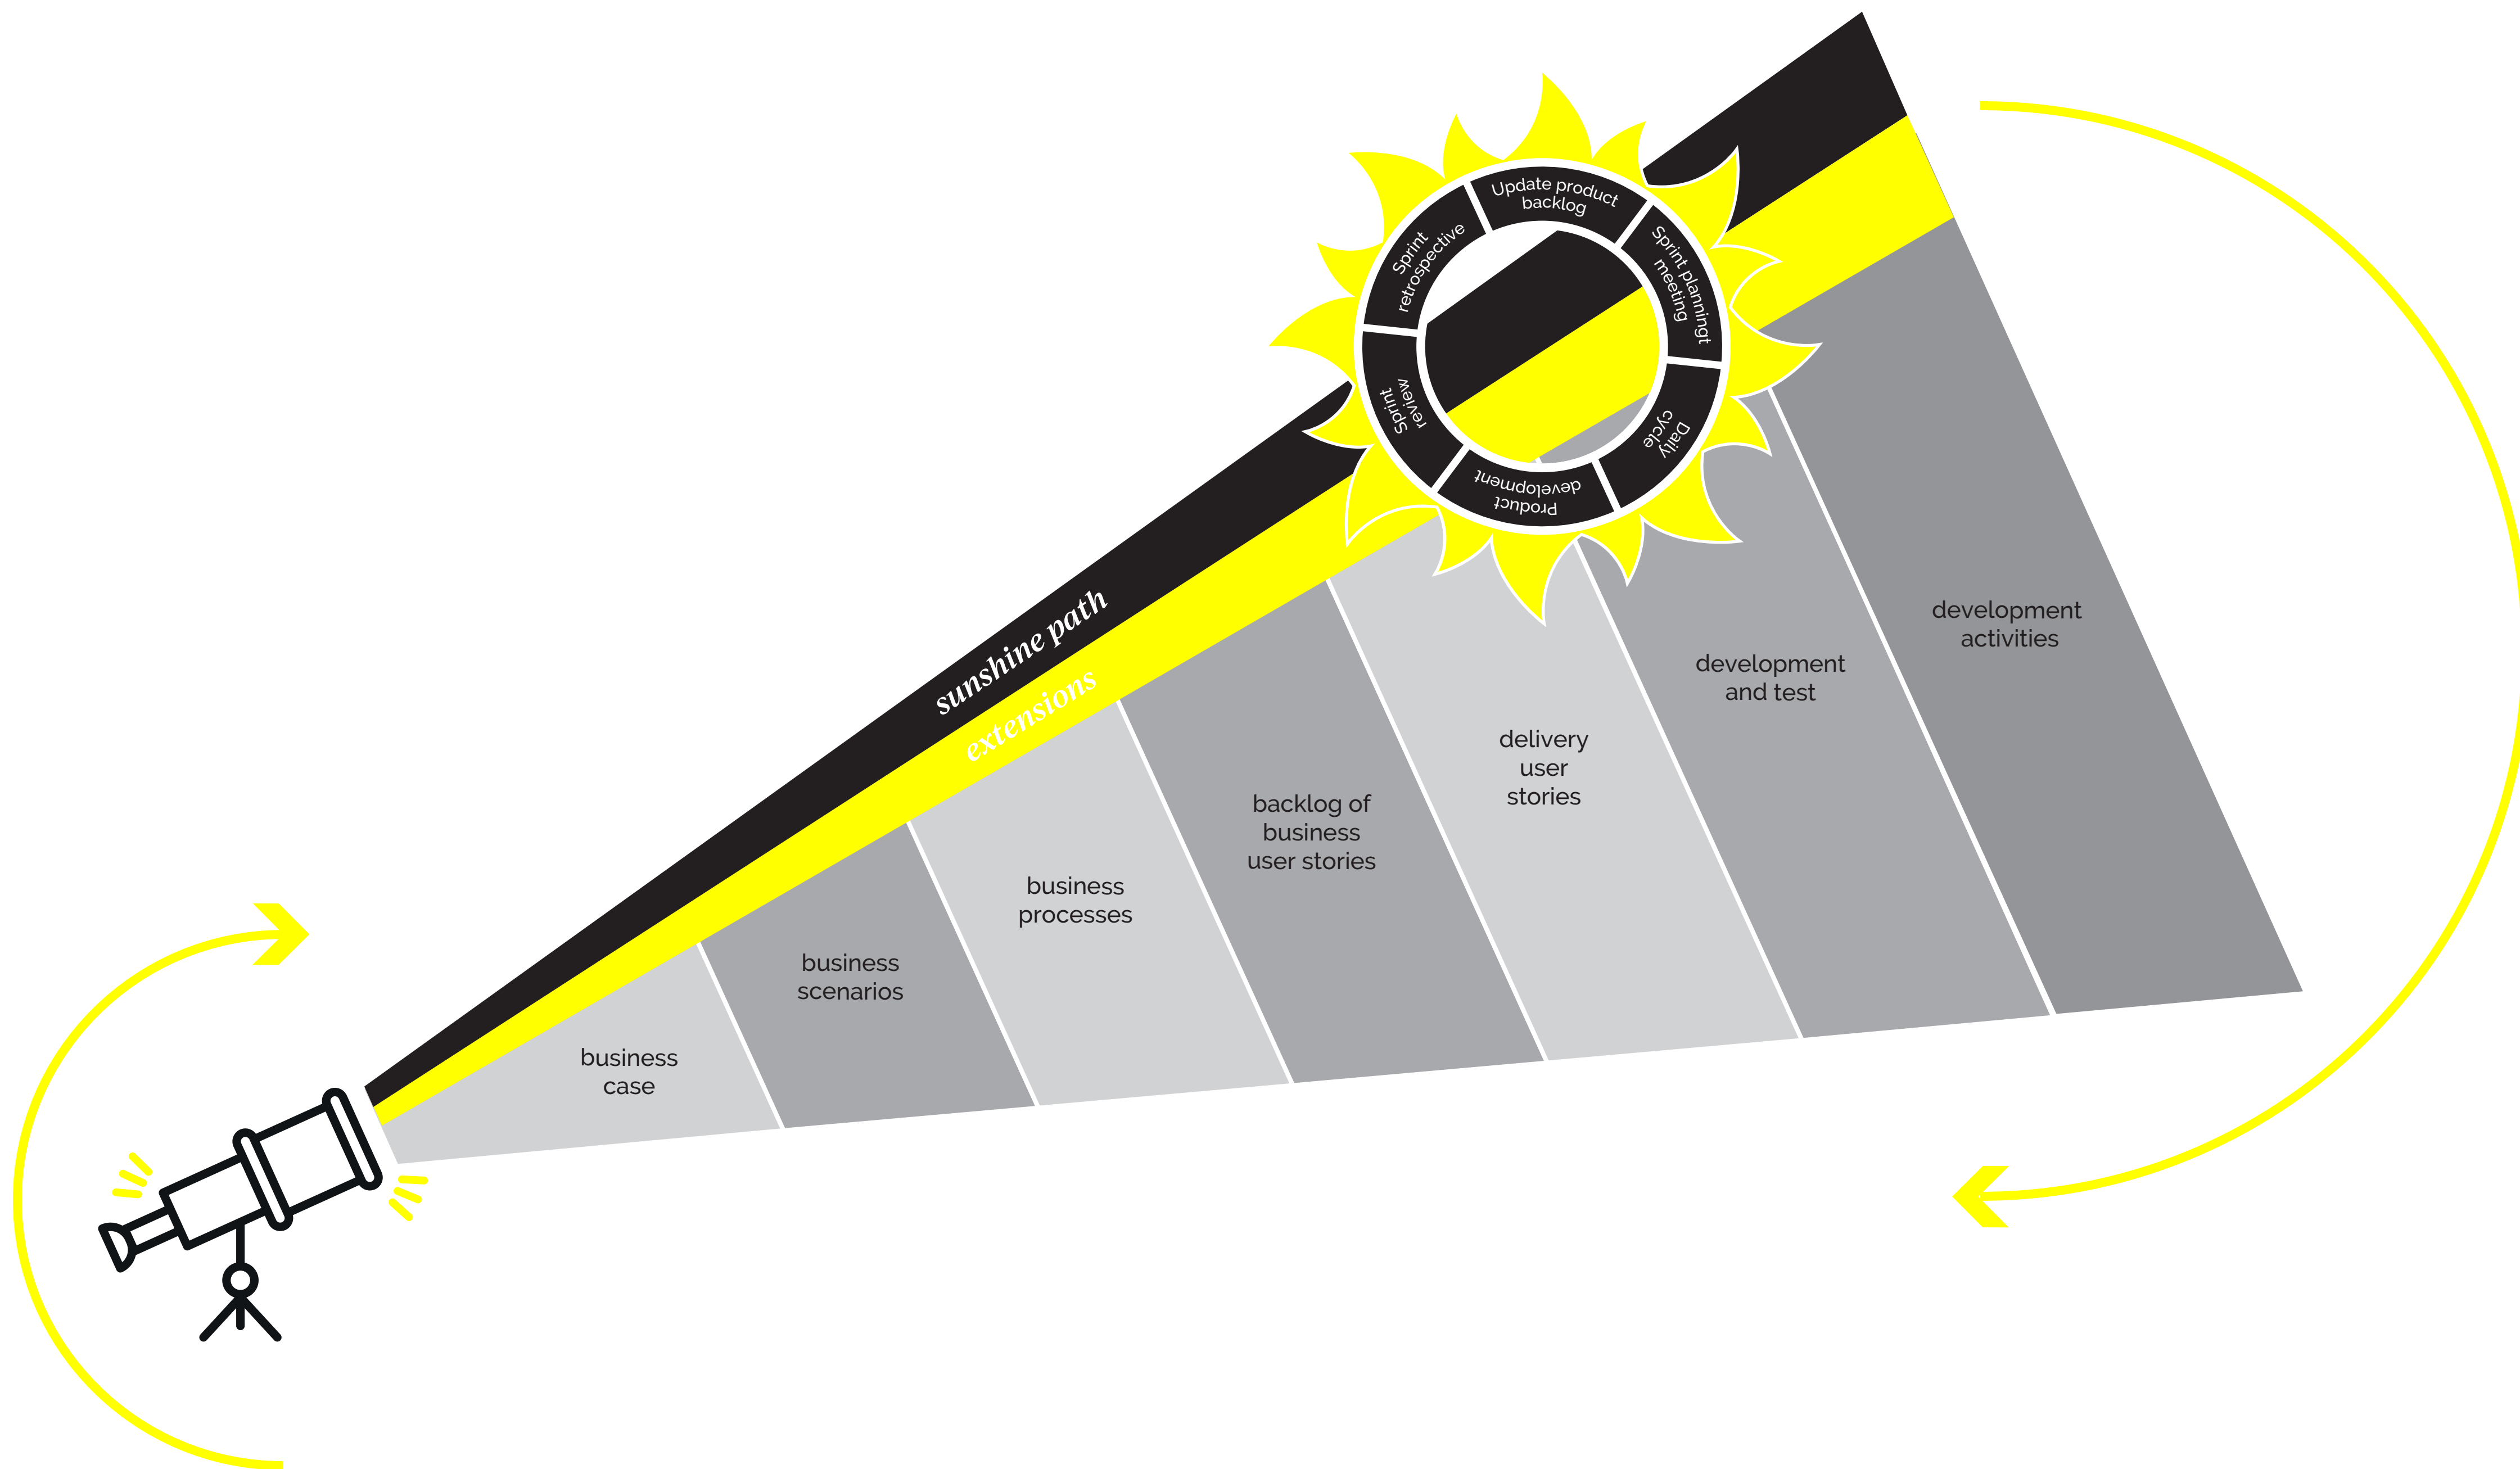 Update product
backlog
Sprint planningt
meeting
Daily
cycle
Product
development
Sprint
review
Sprint
retrospective
sunshine path
extensions
business
case
business
scenarios
business
processes
backlog of
business
user stories
delivery
user
stories
development
and test
development
activities